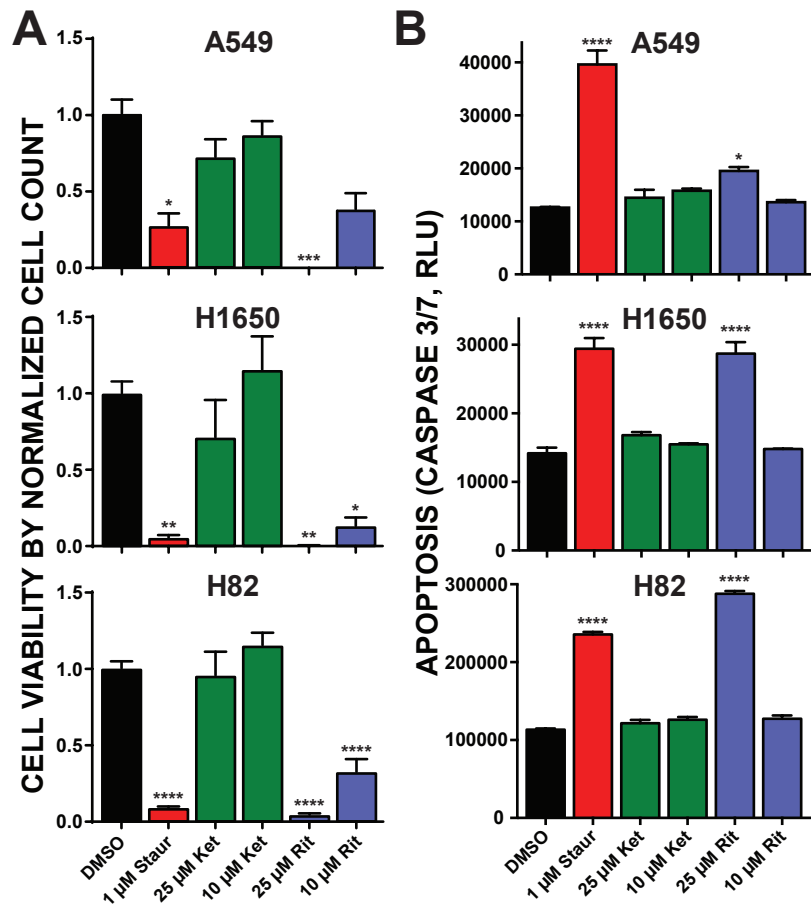 A
CELL VIABILITY BY NORMALIZED CELL COUNT
A549
1.5
1.0
0.5
0.0
*
***
H1650
1.5
1.0
0.5
0.0
**
**
*
H82
1.5
1.0
0.5
0.0
****
****
****
DMSO
1 µM Staur
25 µM Ket
10 µM Ket
25 µM Rit
10 µM Rit
B
APOPTOSIS (CASPASE 3/7, RLU)
A549
40000
30000
20000
10000
0
****
*
H1650
30000
20000
10000
0
****
****
H82
300000
200000
100000
0
****
****
DMSO
1 µM Staur
25 µM Ket
10 µM Ket
25 µM Rit
10 µM Rit